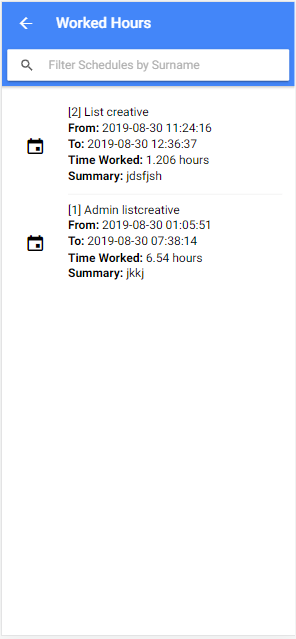 Worked Hours
Filter Schedules by Surname
[2] List creative
From: 2019-08-30 11:24:16
To: 2019-08-30 12:36:37
Time Worked: 1.206 hours
Summary: jdsfjsh
[1] Admin listcreative
From: 2019-08-30 01:05:51
To: 2019-08-30 07:38:14
Time Worked: 6.54 hours
Summary: jkkj